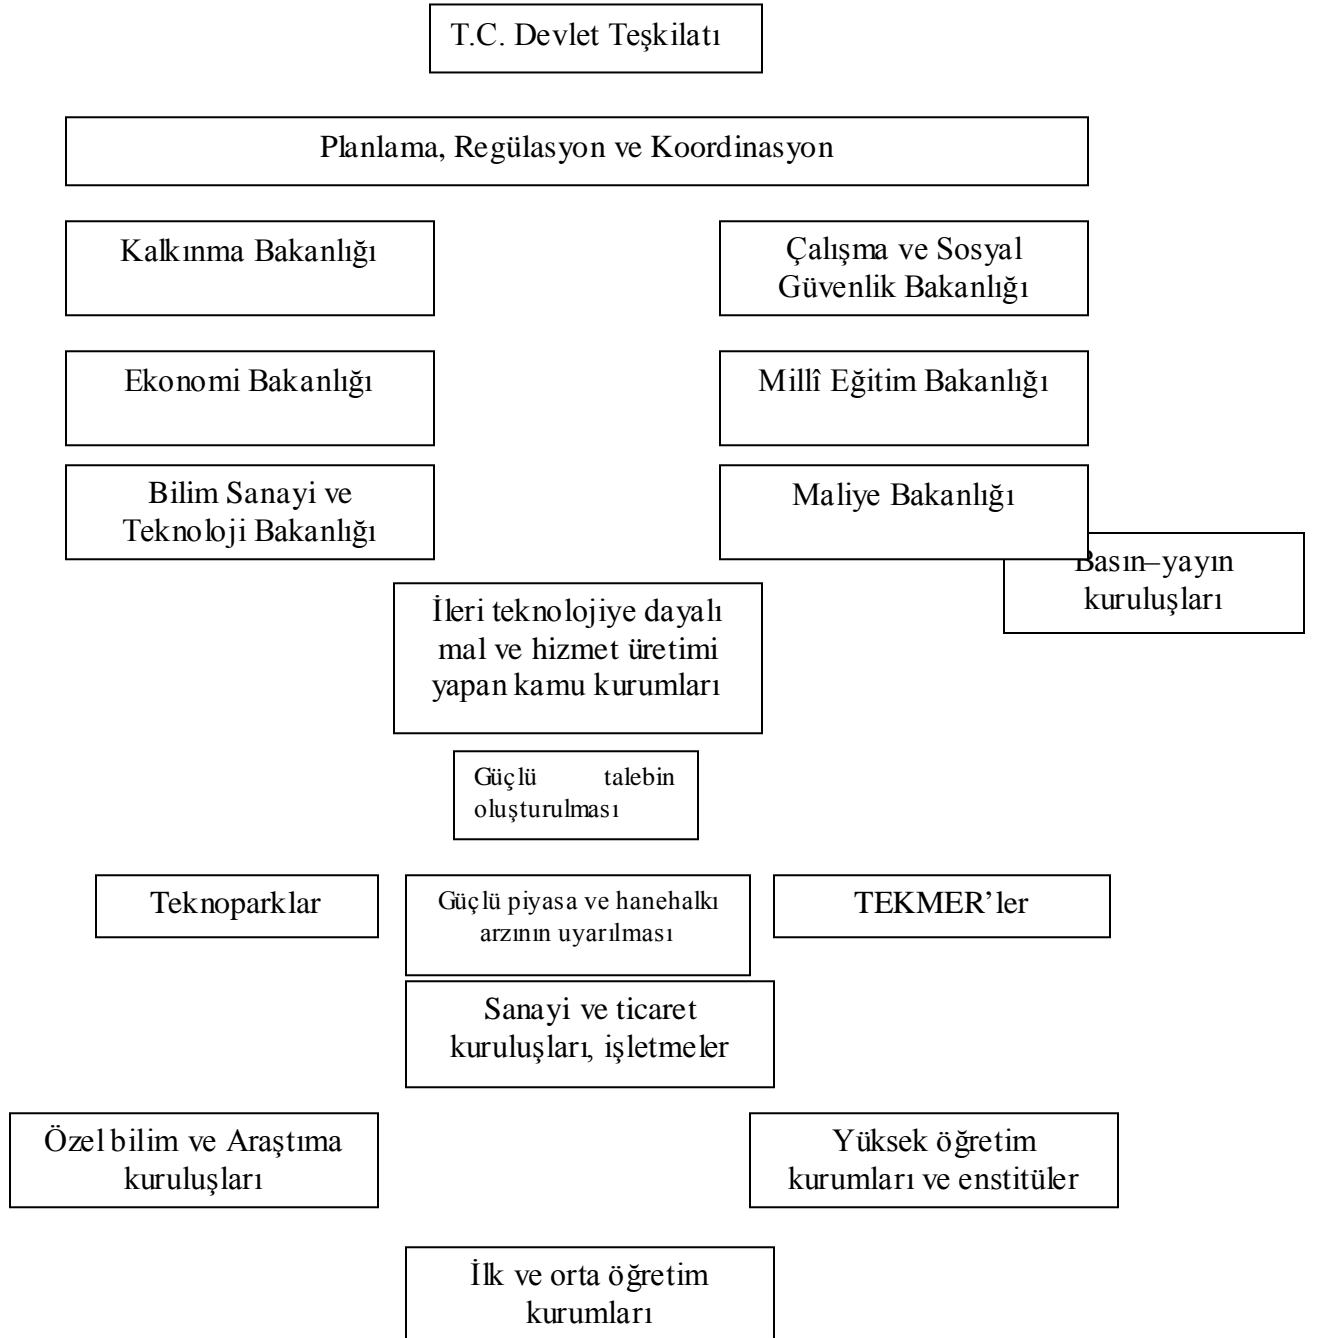 T.C. Devlet Teşkilatı
Planlama, Regülasyon ve Koordinasyon
Kalkınma Bakanlığı
Çalışma ve Sosyal
Güvenlik Bakanlığı
Ekonomi Bakanlığı
Millî Eğitim Bakanlığı
Bilim Sanayi ve
Teknoloji Bakanlığı
Maliye Bakanlığı
Basın–yayın
kuruluşları
İleri teknolojiye dayalı
mal ve hizmet üretimi
yapan kamu kurumları
Güçlü talebin
oluşturulması
Teknoparklar
Güçlü piyasa ve hanehalkı
arzının uyarılması
TEKMER’ler
Sanayi ve ticaret
kuruluşları, işletmeler
Özel bilim ve Araştıma
kuruluşları
Yüksek öğretim
kurumları ve enstitüler
İlk ve orta öğretim
kurumları